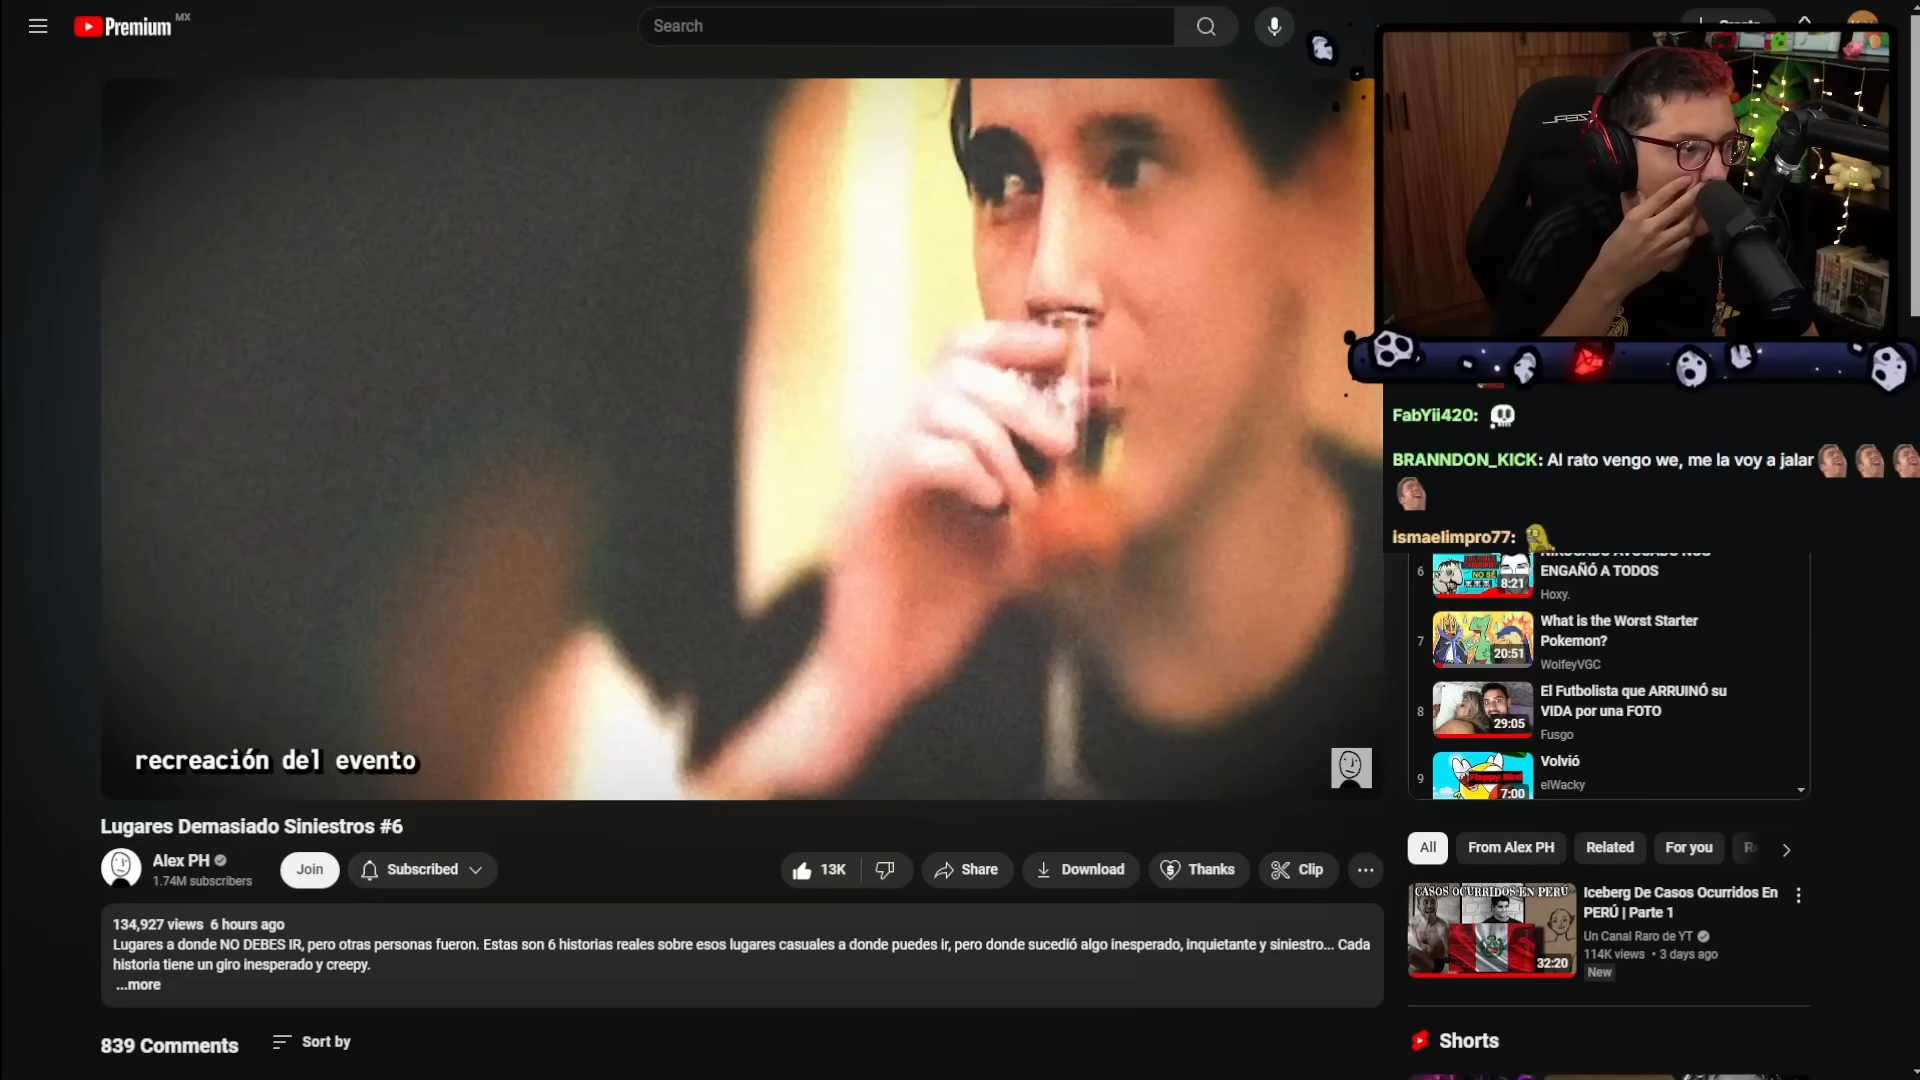 Premium MX
Search
Create
FabYii420:
BRANNDON_KICK: Al rato vengo we, me la voy a jalar
ismaelimpro77:
6
8:21
ENGAÑÓ A TODOS
Hoxy.
7
20:51
What is the Worst Starter
Pokemon?
WolfeyVGC
8
29:05
El Futbolista que ARRUINÓ su
VIDA por una FOTO
Fusgo
9
Floppy Bird
7:00
Volvió
elWacky
recreación del evento
Lugares Demasiado Siniestros #6
Alex PH
1.74M subscribers
Join
Subscribed
13K
Share
Download
Thanks
Clip
134,927 views 6 hours ago
Lugares a donde NO DEBES IR, pero otras personas fueron. Estas son 6 historias reales sobre esos lugares casuales a donde puedes ir, pero donde sucedió algo inesperado, inquietante y siniestro... Cada
historia tiene un giro inesperado y creepy.
...more
839 Comments
Sort by
All
From Alex PH
Related
For you
CASOS OCURRIDOS EN PERÚ
32:20
Iceberg De Casos Ocurridos En
PERÚ | Parte 1
Un Canal Raro de YT
114K views • 3 days ago
New
Shorts